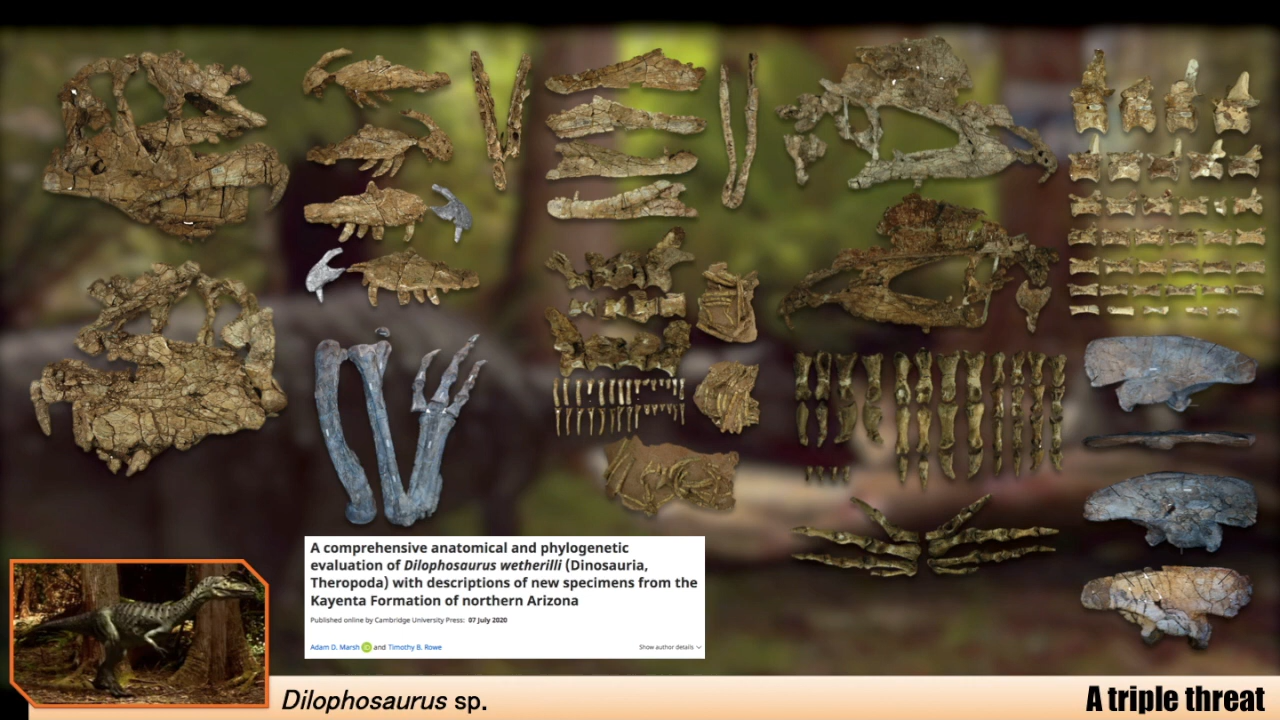 A comprehensive anatomical and phylogenetic
evaluation of Dilophosaurus wetherilli (Dinosauria,
Theropoda) with descriptions of new specimens from the
Kayenta Formation of northern Arizona
Published online by Cambridge University Press: 07 July 2020
Adam D. Marsh iD and Timothy B. Rowe
Show author details
Dilophosaurus sp.
A triple threat